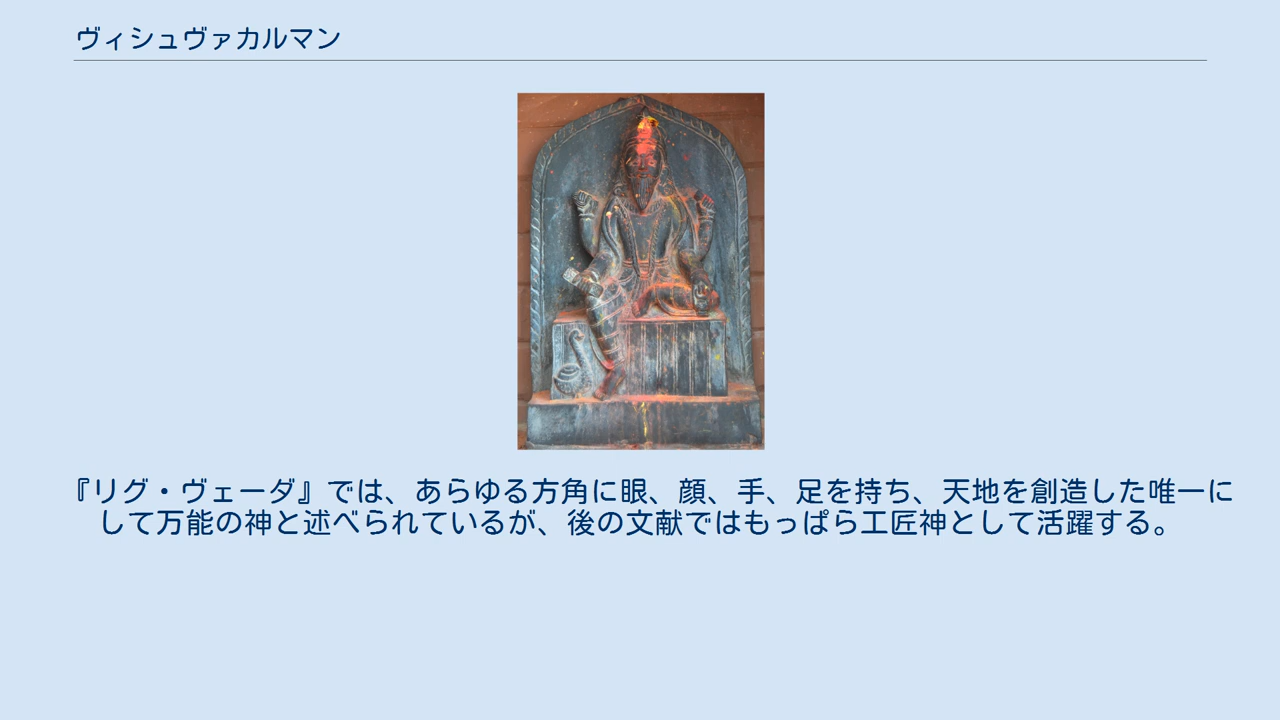 ヴィシュヴァカルマン
『リグ・ヴェーダ』では、あらゆる方角に眼、顔、手、足を持ち、天地を創造した唯一に
して万能の神と述べられているが、後の文献ではもっぱら工匠神として活躍する。